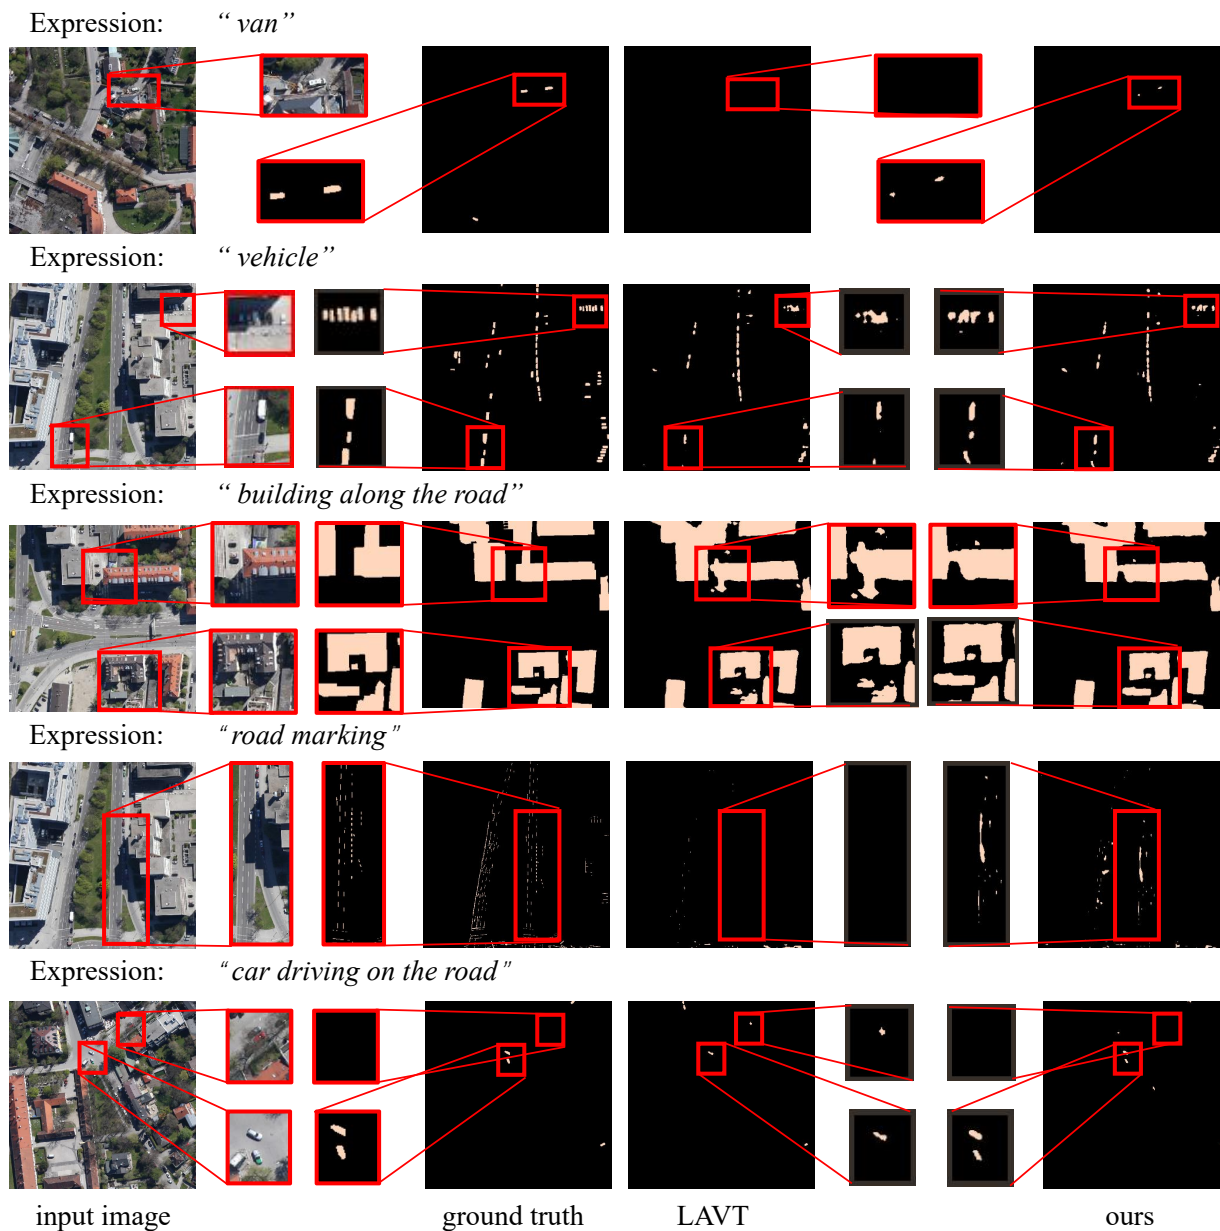 Expression: “ van”
Expression: “ vehicle”
Expression: “ building along the road”
Expression: “road marking”
Expression: “car driving on the road”
input image ground truth LAVT ours